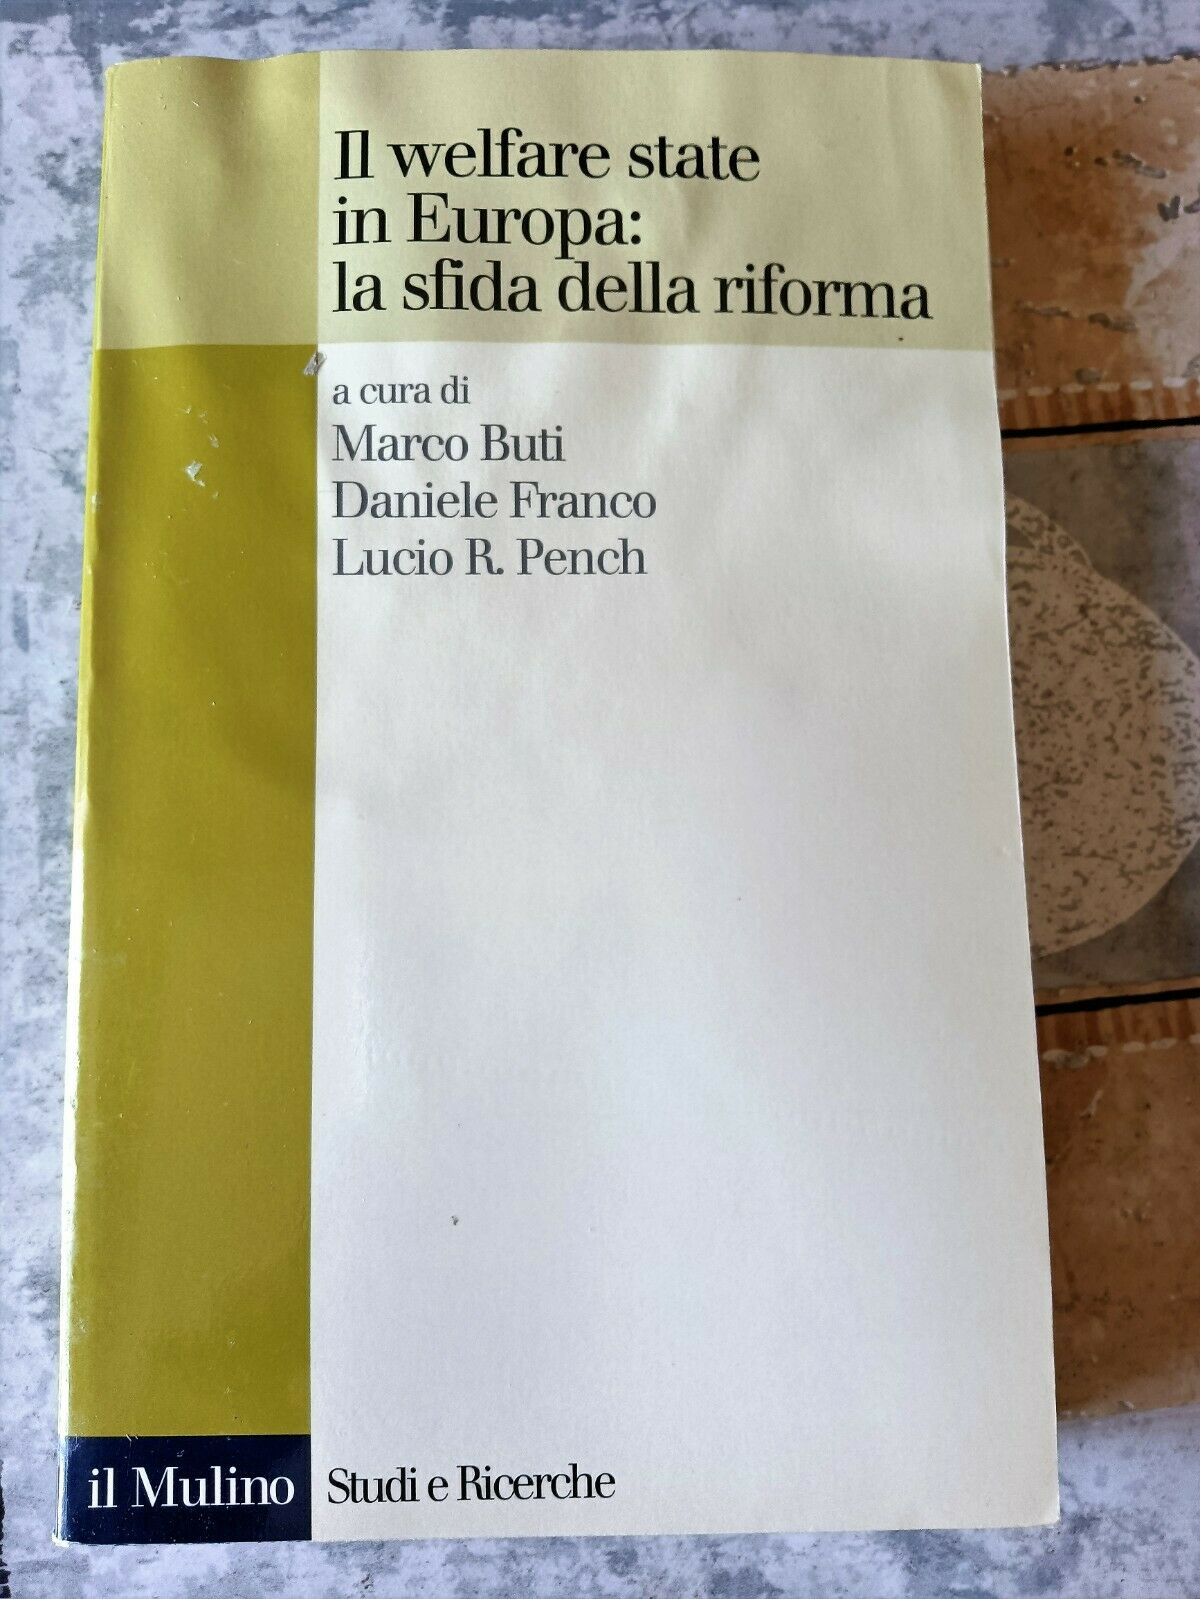 Il welfare state
in Europa:
la sfida della riforma
a cura di
Marco Buti
Daniele Franco
Lucio R. Pench
il Mulino
Studi e Ricerche